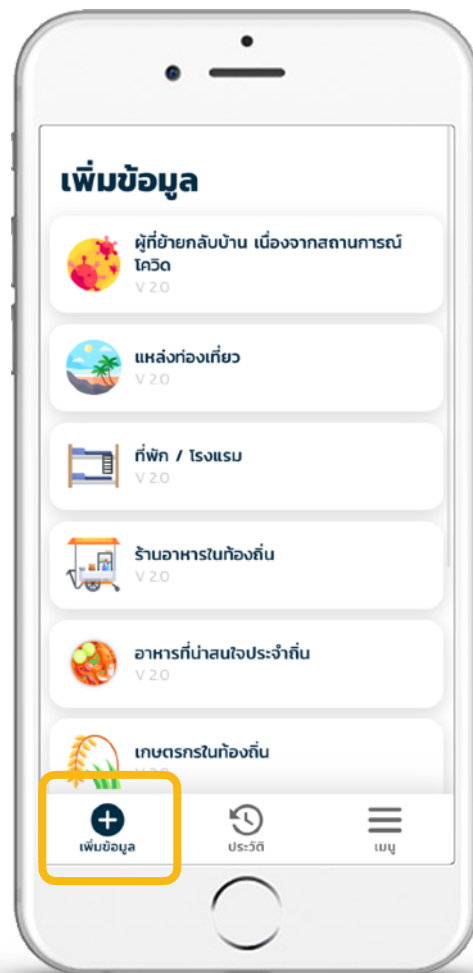 เพิ่มข้อมูล
ผู้ที่ย้ายกลับบ้าน เนื่องจากสถานการณ์
โควิด
V 2.0
แหล่งท่องเที่ยว
V 2.0
ที่พัก / โรงแรม
V 2.0
ร้านอาหารในท้องถิ่น
V 2.0
อาหารที่น่าสนใจประจำถิ่น
V 2.0
เกษตรกรในท้องถิ่น
เพิ่มข้อมูล
ประวัติ
เมนู